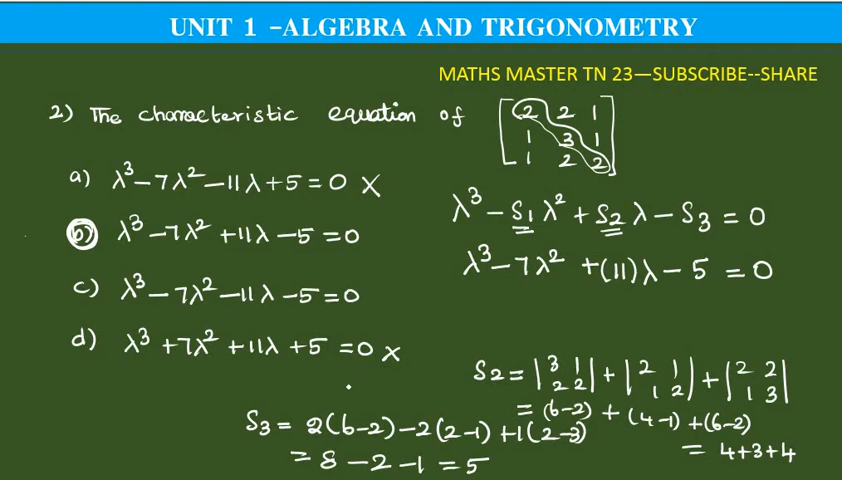 UNIT 1 –ALGEBRA AND TRIGONOMETRY
MATHS MASTER TN 23—SUBSCRIBE--SHARE
2) The characteristic equation of [2 2 1
1 3 1
1 2 2]
a) λ³ − 7λ² − 11λ + 5 = 0 ×
b) λ³ − 7λ² + 11λ − 5 = 0
c) λ³ − 7λ² − 11λ − 5 = 0
d) λ³ + 7λ² + 11λ + 5 = 0 ×
λ³ − S₁λ² + S₂λ − S₃ = 0
λ³ − 7λ² + (11)λ − 5 = 0
S₂ = |3 1| + |2 1| + |2 2|
|2 2| |1 2| |1 3|
= (6−2) + (4−1) + (6−2)
= 4+3+4
S₃ = 2(6−2) − 2(2−1) + 1(2−3)
= 8 − 2 − 1 = 5